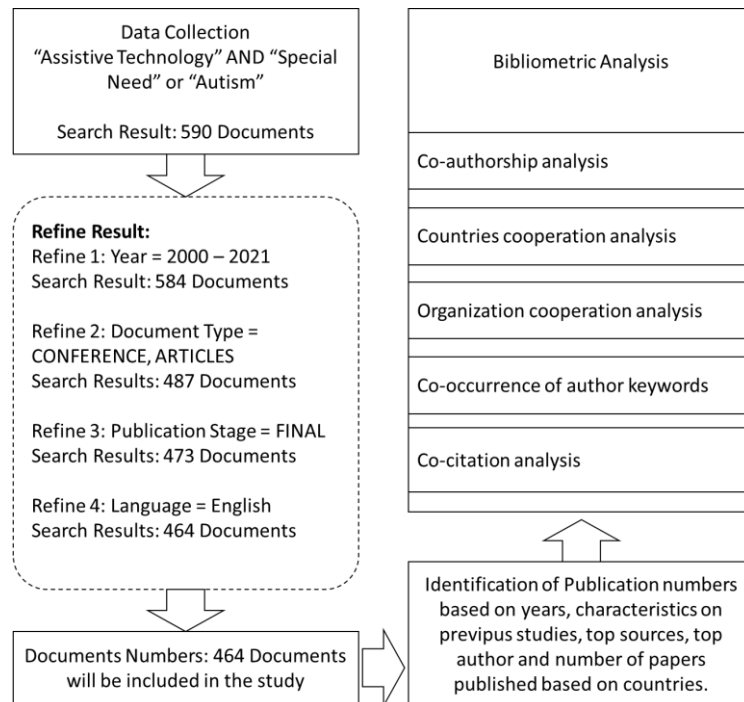 Data Collection
“Assistive Technology” AND “Special
Need” or “Autism”
Search Result: 590 Documents
Refine Result:
Refine 1: Year = 2000 – 2021
Search Result: 584 Documents
Refine 2: Document Type =
CONFERENCE, ARTICLES
Search Results: 487 Documents
Refine 3: Publication Stage = FINAL
Search Results: 473 Documents
Refine 4: Language = English
Search Results: 464 Documents
Documents Numbers: 464 Documents
will be included in the study
Identification of Publication numbers
based on years, characteristics on
previpus studies, top sources, top
author and number of papers
published based on countries.
Bibliometric Analysis
Co-authorship analysis
Countries cooperation analysis
Organization cooperation analysis
Co-occurrence of author keywords
Co-citation analysis